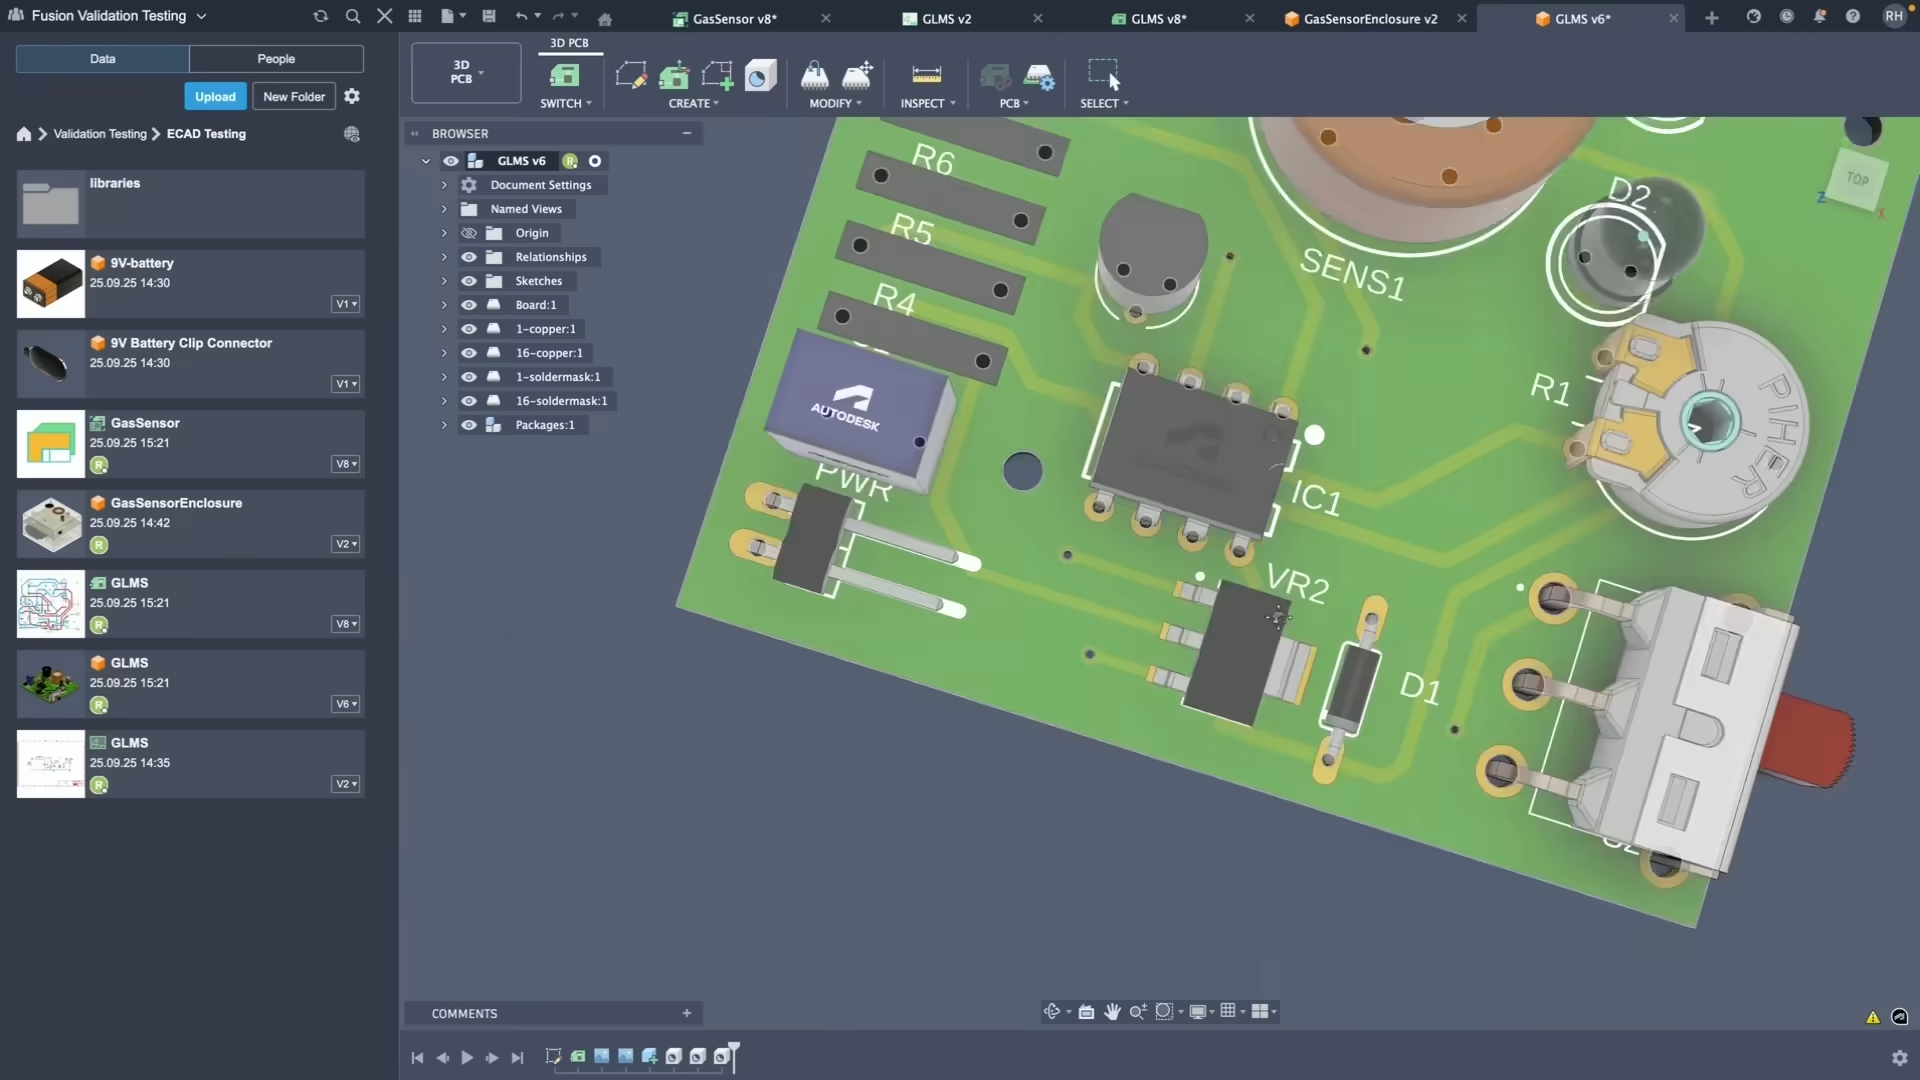 Fusion Validation Testing
GasSensor v8*
GLMS v2
GLMS v8*
GasSensorEnclosure v2
GLMS v6*
RH
Data
People
Upload
New Folder
Validation Testing
ECAD Testing
libraries
9V-battery
25.09.25 14:30
V1
9V Battery Clip Connector
25.09.25 14:30
V1
GasSensor
25.09.25 15:21
R
V8
GasSensorEnclosure
25.09.25 14:42
R
V2
GLMS
25.09.25 15:21
R
V8
GLMS
25.09.25 15:21
R
V6
GLMS
25.09.25 14:35
R
V2
3D PCB
3D
PCB
SWITCH
CREATE
MODIFY
INSPECT
PCB
SELECT
BROWSER
GLMS v6
R
Document Settings
Named Views
Origin
Relationships
Sketches
Board:1
1-copper:1
16-copper:1
1-soldermask:1
16-soldermask:1
Packages:1
R6
R5
R4
AUTODESK
PWR
SENS1
D2
R1
PIHER
IC1
VR2
D1
TOP
Z
X
COMMENTS